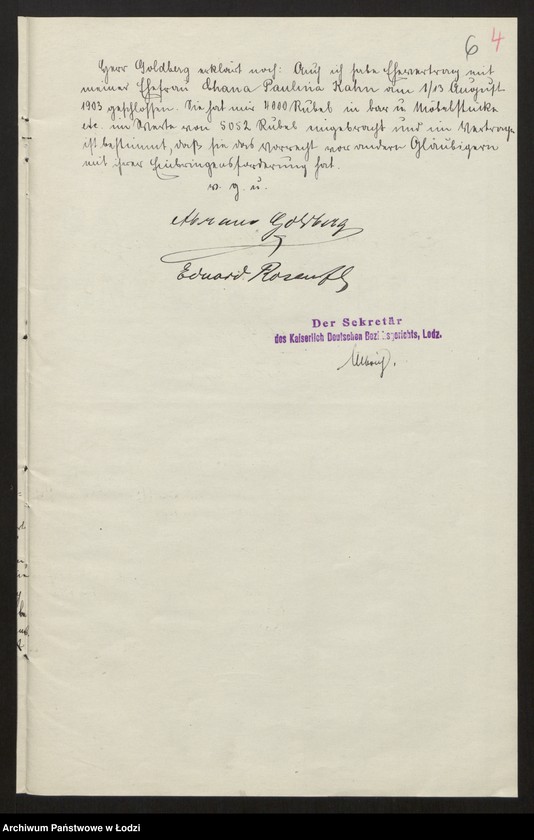 6 4
Herr Goldberg erklärt noch: Auch ich habe Ehevertrag mit
meiner Ehefrau Chana Paulina Kahn am 1/13 August
1903 geschlossen. Sie hat mir 4000 Rubel in bar u Möbelstücke
etc. im Werte von 5052 Rubel eingebracht und im Vertrage
ist bestimmt, daß sie das Vorrecht vor andern Gläubigern
mit ihrer Einbringensforderung hat.
v. g. u.
Abram Goldberg
Eduard
Der Sekretär
des Kaiserlich Deutschen Bezirksgerichts, Lodz.
Archiwum Państwowe w Łodzi